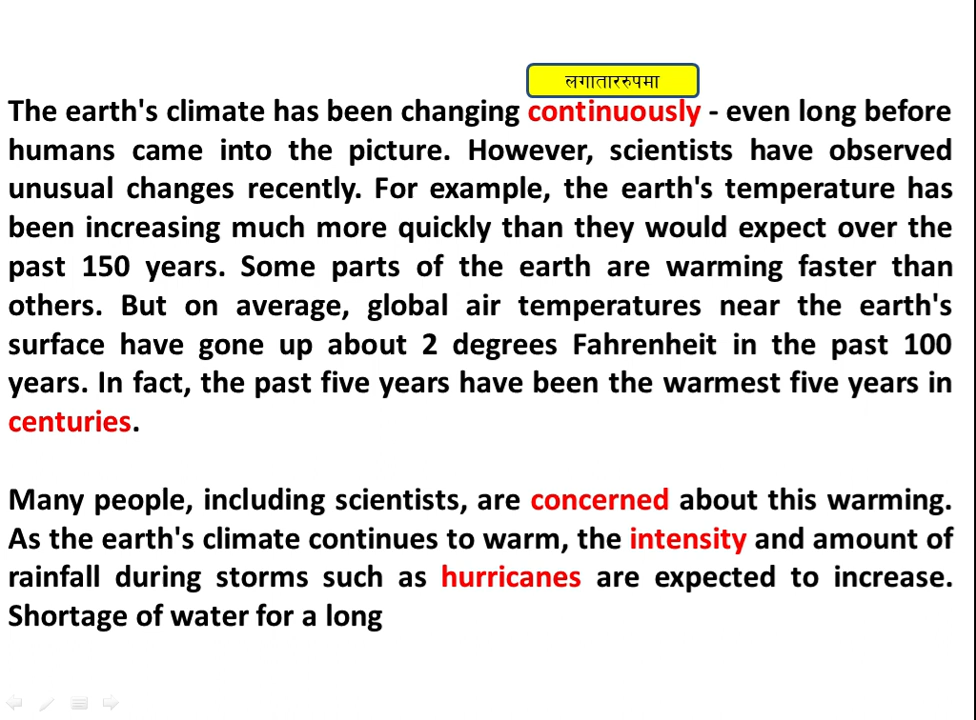 लगाताररुपमा
The earth's climate has been changing continuously - even long before
humans came into the picture. However, scientists have observed
unusual changes recently. For example, the earth's temperature has
been increasing much more quickly than they would expect over the
past 150 years. Some parts of the earth are warming faster than
others. But on average, global air temperatures near the earth's
surface have gone up about 2 degrees Fahrenheit in the past 100
years. In fact, the past five years have been the warmest five years in
centuries.
Many people, including scientists, are concerned about this warming.
As the earth's climate continues to warm, the intensity and amount of
rainfall during storms such as hurricanes are expected to increase.
Shortage of water for a long